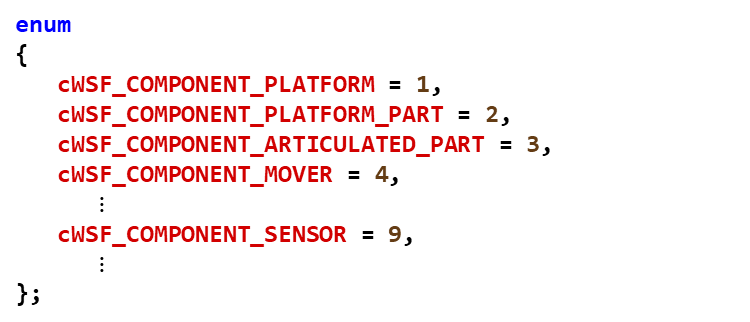 enum
{
cWSF_COMPONENT_PLATFORM = 1,
cWSF_COMPONENT_PLATFORM_PART = 2,
cWSF_COMPONENT_ARTICULATED_PART = 3,
cWSF_COMPONENT_MOVER = 4,
⋮
cWSF_COMPONENT_SENSOR = 9,
⋮
};